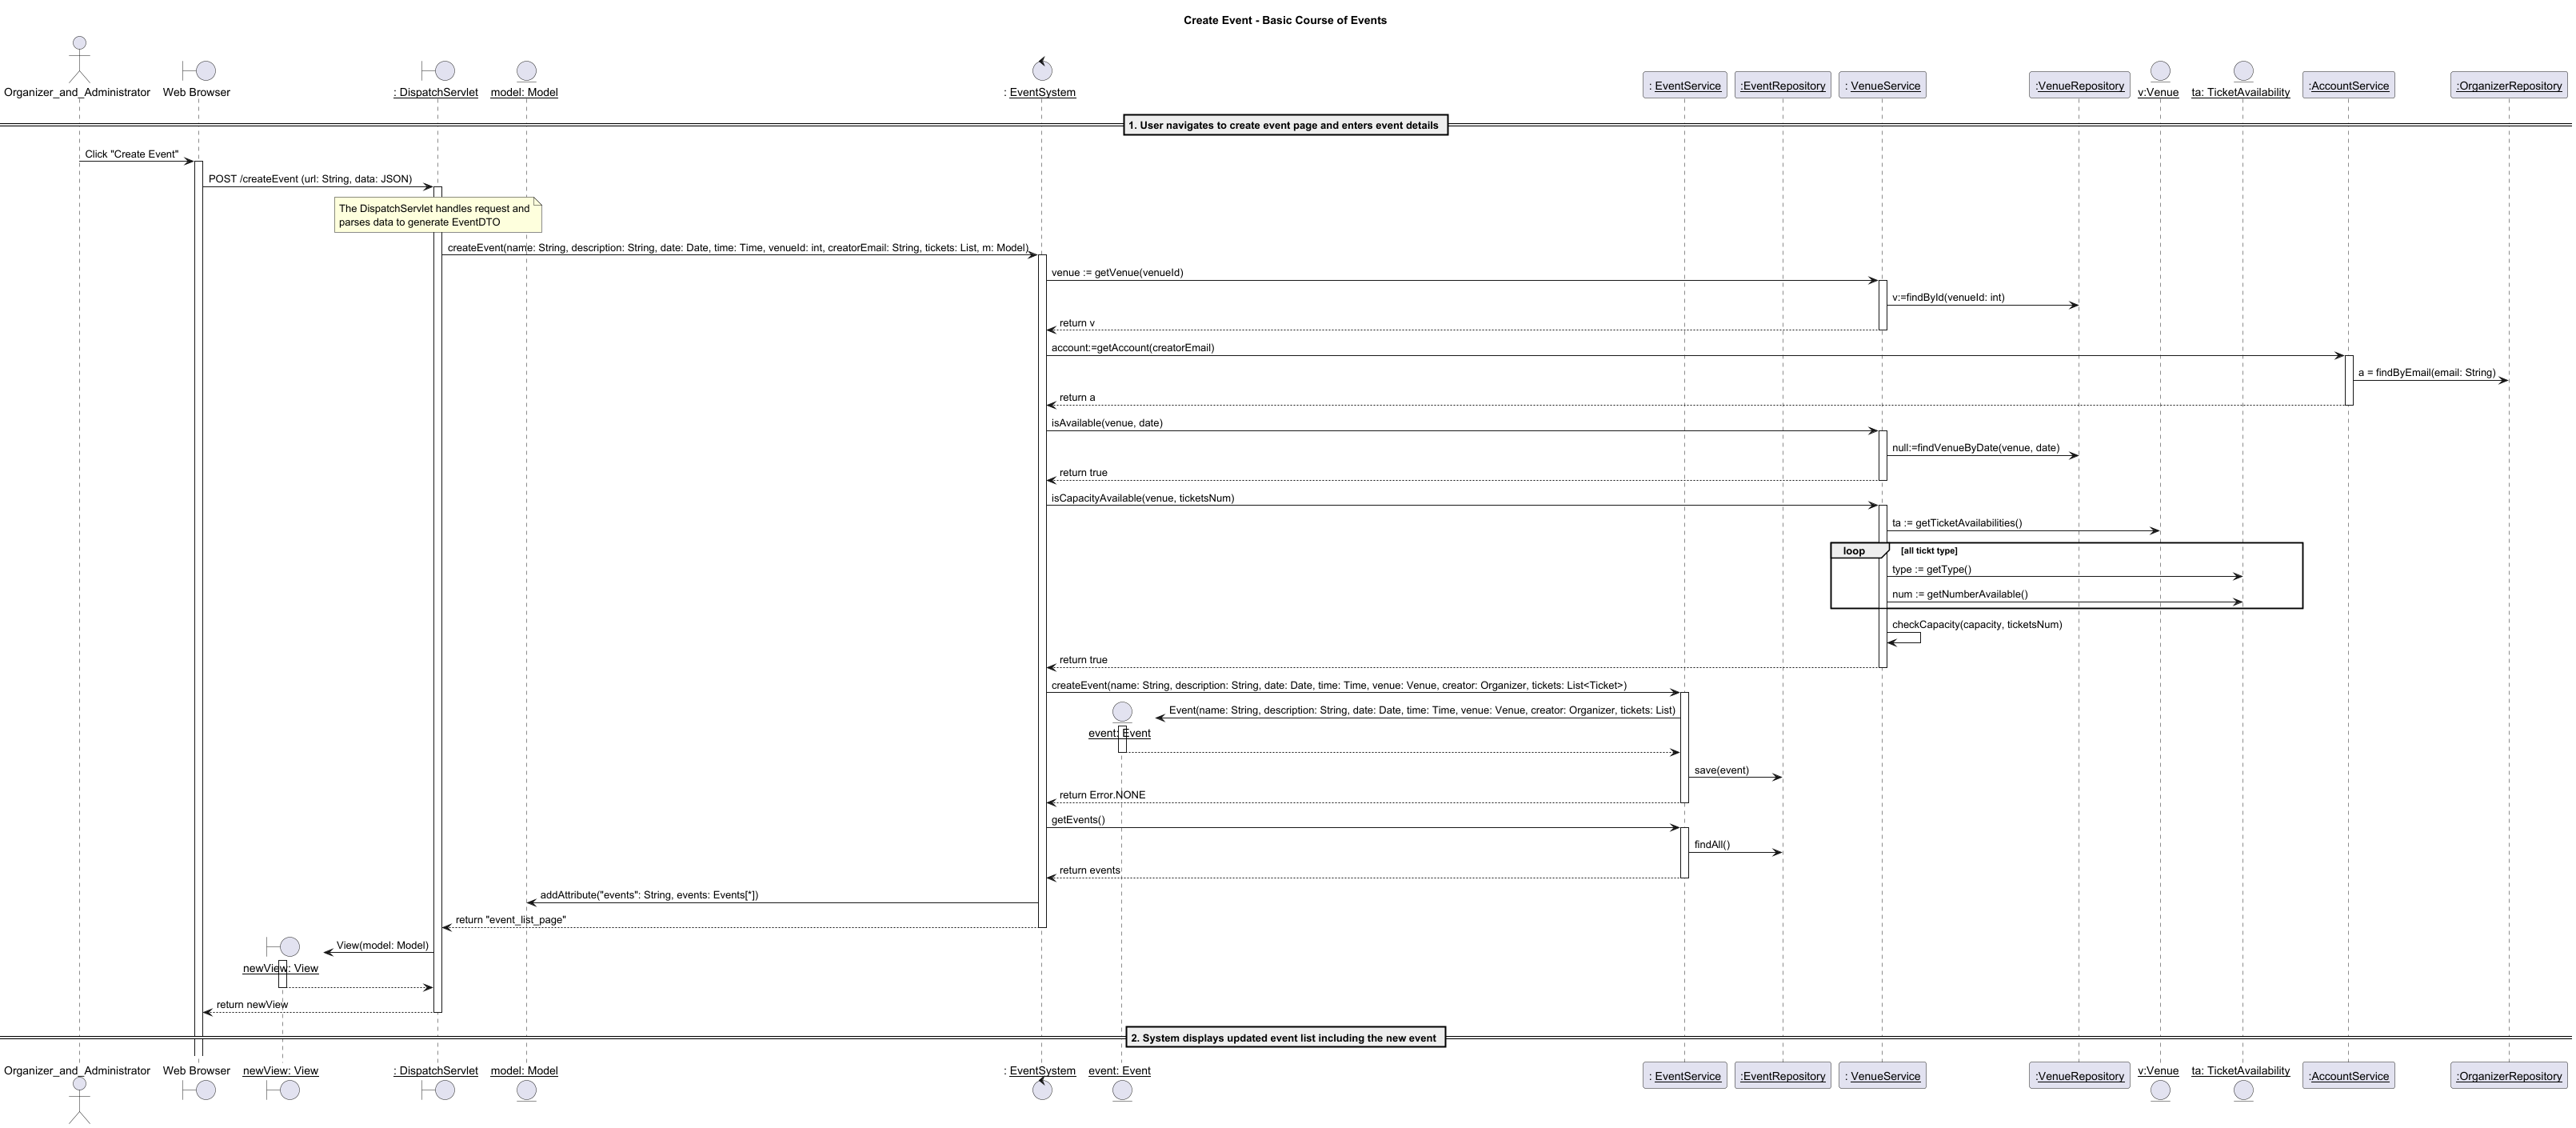 Create Event - Basic Course of Events
Organizer_and_Administrator
Web Browser
: DispatchServlet
model: Model
: EventSystem
: EventService
:EventRepository
: VenueService
:VenueRepository
v:Venue
ta: TicketAvailability
:AccountService
:OrganizerRepository
1. User navigates to create event page and enters event details
Click "Create Event"
POST /createEvent (url: String, data: JSON)
The DispatchServlet handles request and
parses data to generate EventDTO
createEvent(name: String, description: String, date: Date, time: Time, venueId: int, creatorEmail: String, tickets: List, m: Model)
venue := getVenue(venueId)
v:=findById(venueId: int)
return v
account:=getAccount(creatorEmail)
a = findByEmail(email: String)
return a
isAvailable(venue, date)
null:=findVenueByDate(venue, date)
return true
isCapacityAvailable(venue, ticketsNum)
ta := getTicketAvailabilities()
loop
[all tickt type]
type := getType()
num := getNumberAvailable()
checkCapacity(capacity, ticketsNum)
return true
createEvent(name: String, description: String, date: Date, time: Time, venue: Venue, creator: Organizer, tickets: List<Ticket>)
Event(name: String, description: String, date: Date, time: Time, venue: Venue, creator: Organizer, tickets: List)
event: Event
save(event)
return Error.NONE
getEvents()
findAll()
return events
addAttribute("events": String, events: Events[*])
return "event_list_page"
View(model: Model)
newView: View
return newView
2. System displays updated event list including the new event
Organizer_and_Administrator
Web Browser
newView: View
: DispatchServlet
model: Model
: EventSystem
event: Event
: EventService
:EventRepository
: VenueService
:VenueRepository
v:Venue
ta: TicketAvailability
:AccountService
:OrganizerRepository